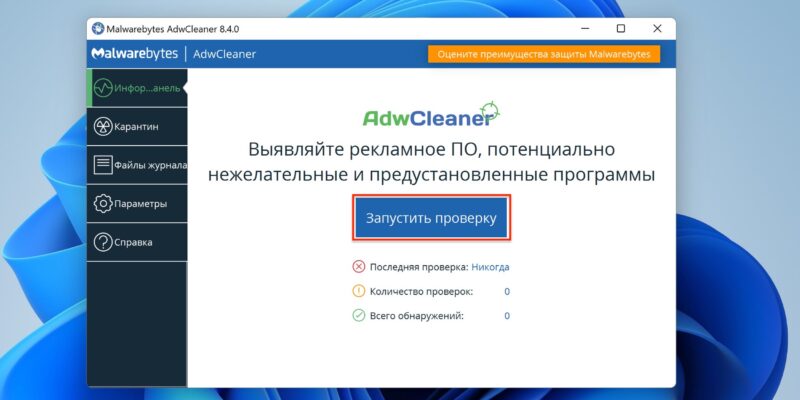 Malwarebytes AdwCleaner 8.4.0
Malwarebytes | AdwCleaner
Оцените преимущества защиты Malwarebytes
Инфор...анель
Карантин
Файлы журнала
Параметры
Справка
AdwCleaner
Выявляйте рекламное ПО, потенциально
нежелательные и предустановленные программы
Запустить проверку
Последняя проверка: Никогда
Количество проверок: 0
Всего обнаружений: 0